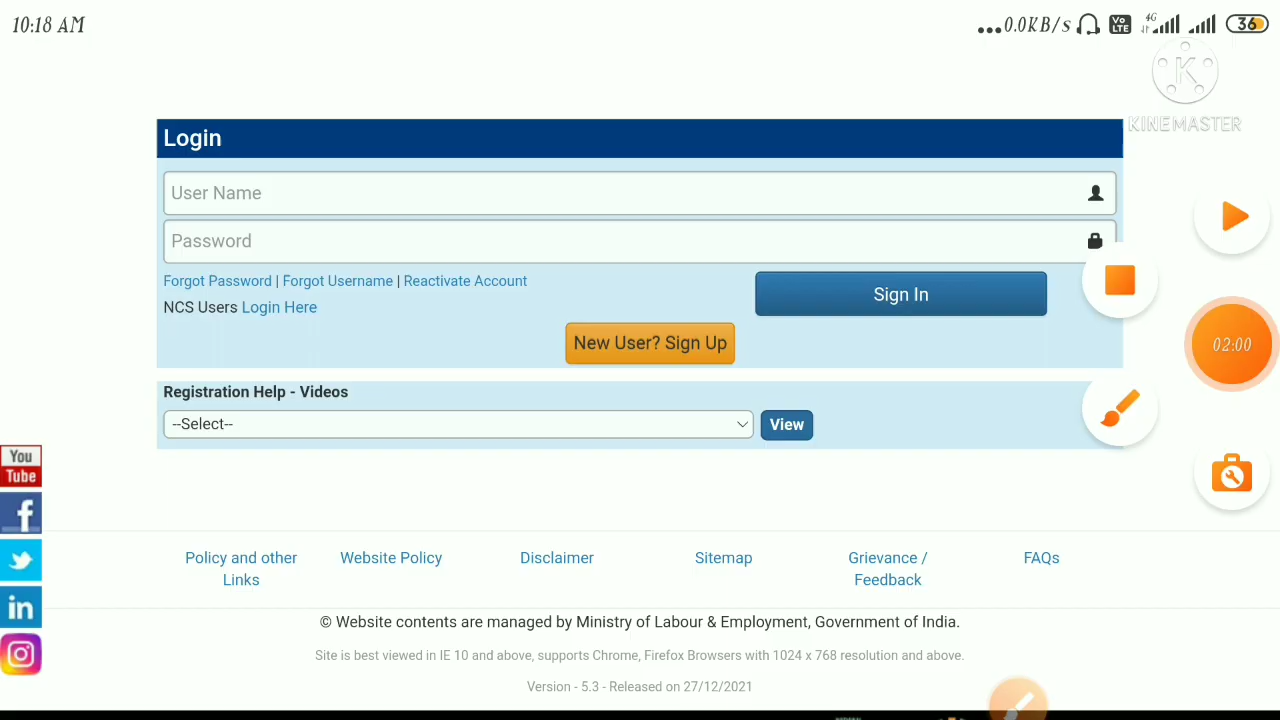 10:18 AM
...0.0KB/s
Vo
LTE
4G
36
K
KINEMASTER
Login
User Name
Password
Forgot Password | Forgot Username | Reactivate Account
NCS Users Login Here
Sign In
New User? Sign Up
02:00
Registration Help - Videos
--Select--
View
You
Tube
f
in
Policy and other
Links
Website Policy
Disclaimer
Sitemap
Grievance /
Feedback
FAQs
© Website contents are managed by Ministry of Labour & Employment, Government of India.
Site is best viewed in IE 10 and above, supports Chrome, Firefox Browsers with 1024 x 768 resolution and above.
Version - 5.3 - Released on 27/12/2021